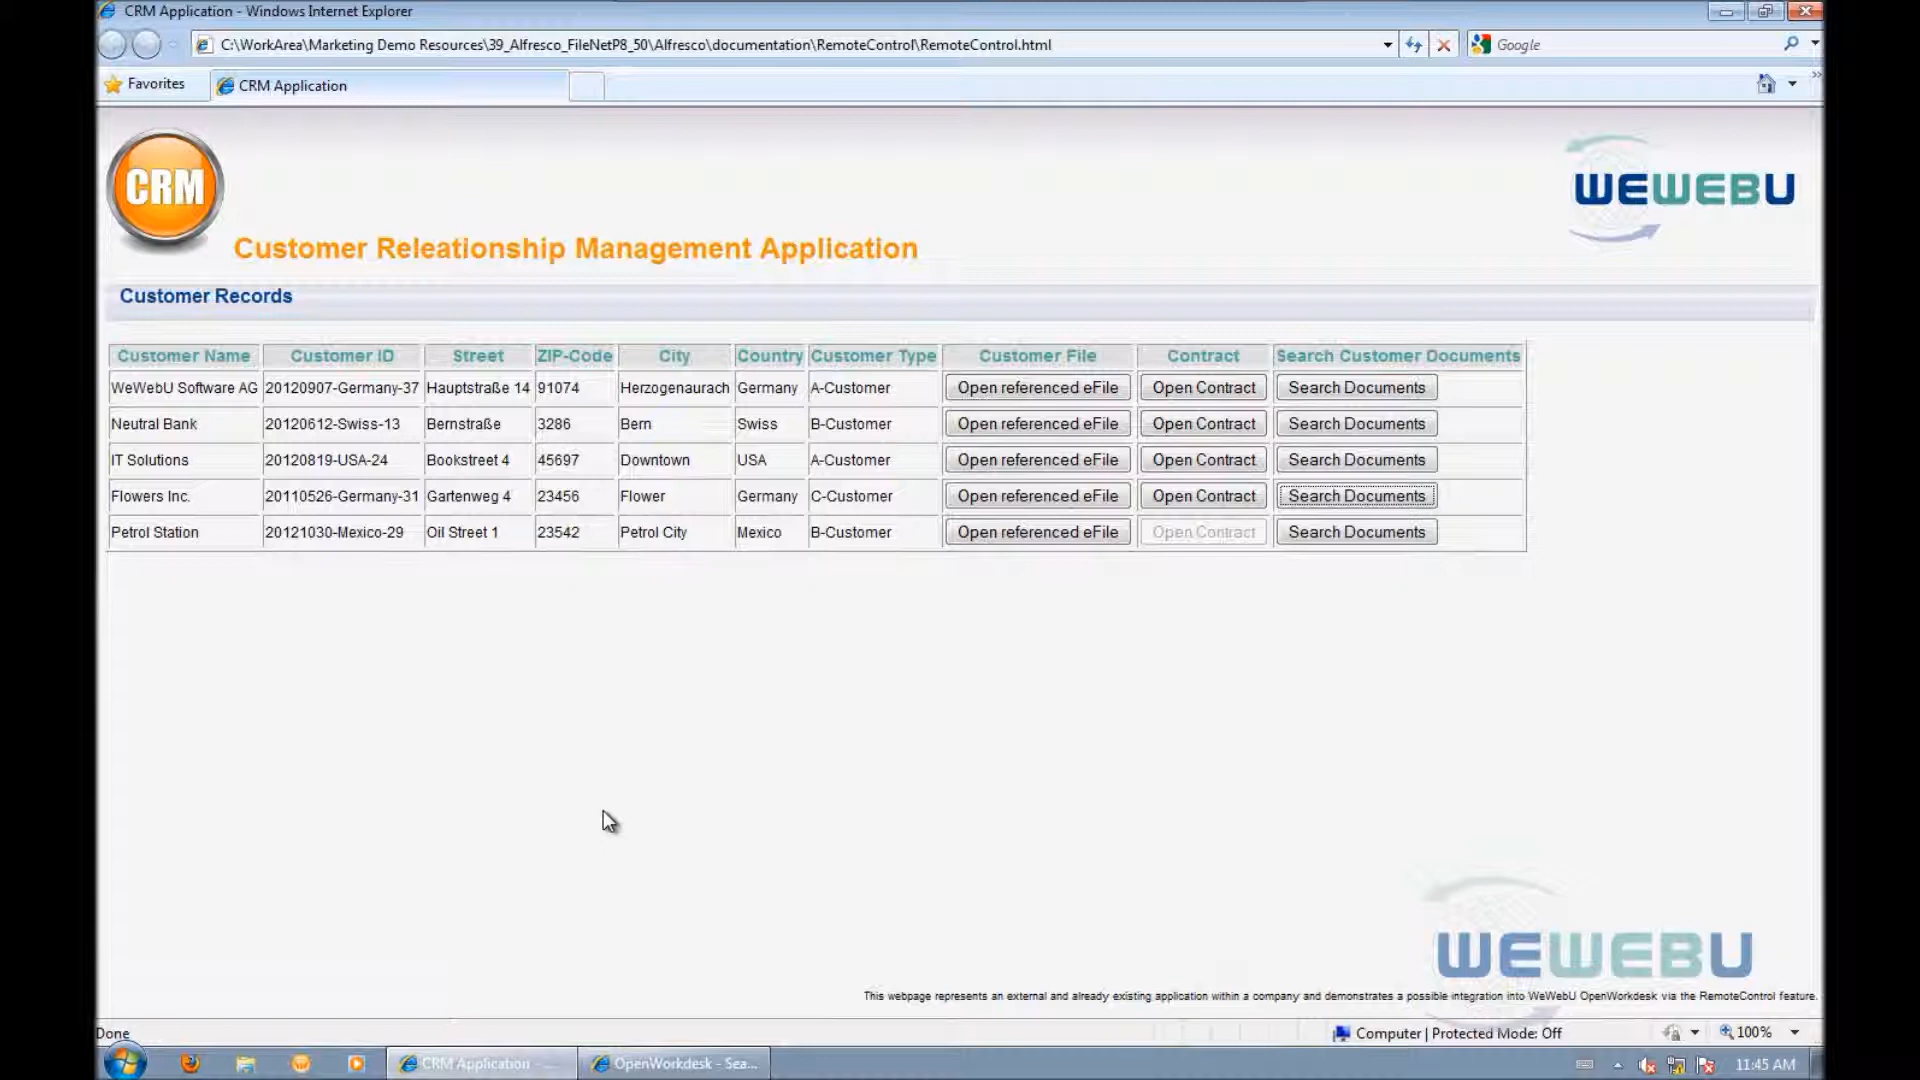 CRM Application - Windows Internet Explorer
C:\WorkArea\Marketing Demo Resources\39_Alfresco_FileNetP8_50\Alfresco\documentation\RemoteControl\RemoteControl.html
Google
Favorites
CRM Application
CRM
WEWEBU
Customer Releationship Management Application
Customer Records
Customer Name Customer ID Street ZIP-Code City Country Customer Type Customer File Contract Search Customer Documents
WeWebU Software AG 20120907-Germany-37 Hauptstraße 14 91074 Herzogenaurach Germany A-Customer Open referenced eFile Open Contract Search Documents
Neutral Bank 20120612-Swiss-13 Bernstraße 3286 Bern Swiss B-Customer Open referenced eFile Open Contract Search Documents
IT Solutions 20120819-USA-24 Bookstreet 4 45697 Downtown USA A-Customer Open referenced eFile Open Contract Search Documents
Flowers Inc. 20110526-Germany-31 Gartenweg 4 23456 Flower Germany C-Customer Open referenced eFile Open Contract Search Documents
Petrol Station 20121030-Mexico-29 Oil Street 1 23542 Petrol City Mexico B-Customer Open referenced eFile Open Contract Search Documents
WEWEBU
This webpage represents an external and already existing application within a company and demonstrates a possible integration into WeWebU OpenWorkdesk via the RemoteControl feature.
Done
Computer | Protected Mode: Off
100%
CRM Application - ...
OpenWorkdesk - Sea...
11:45 AM